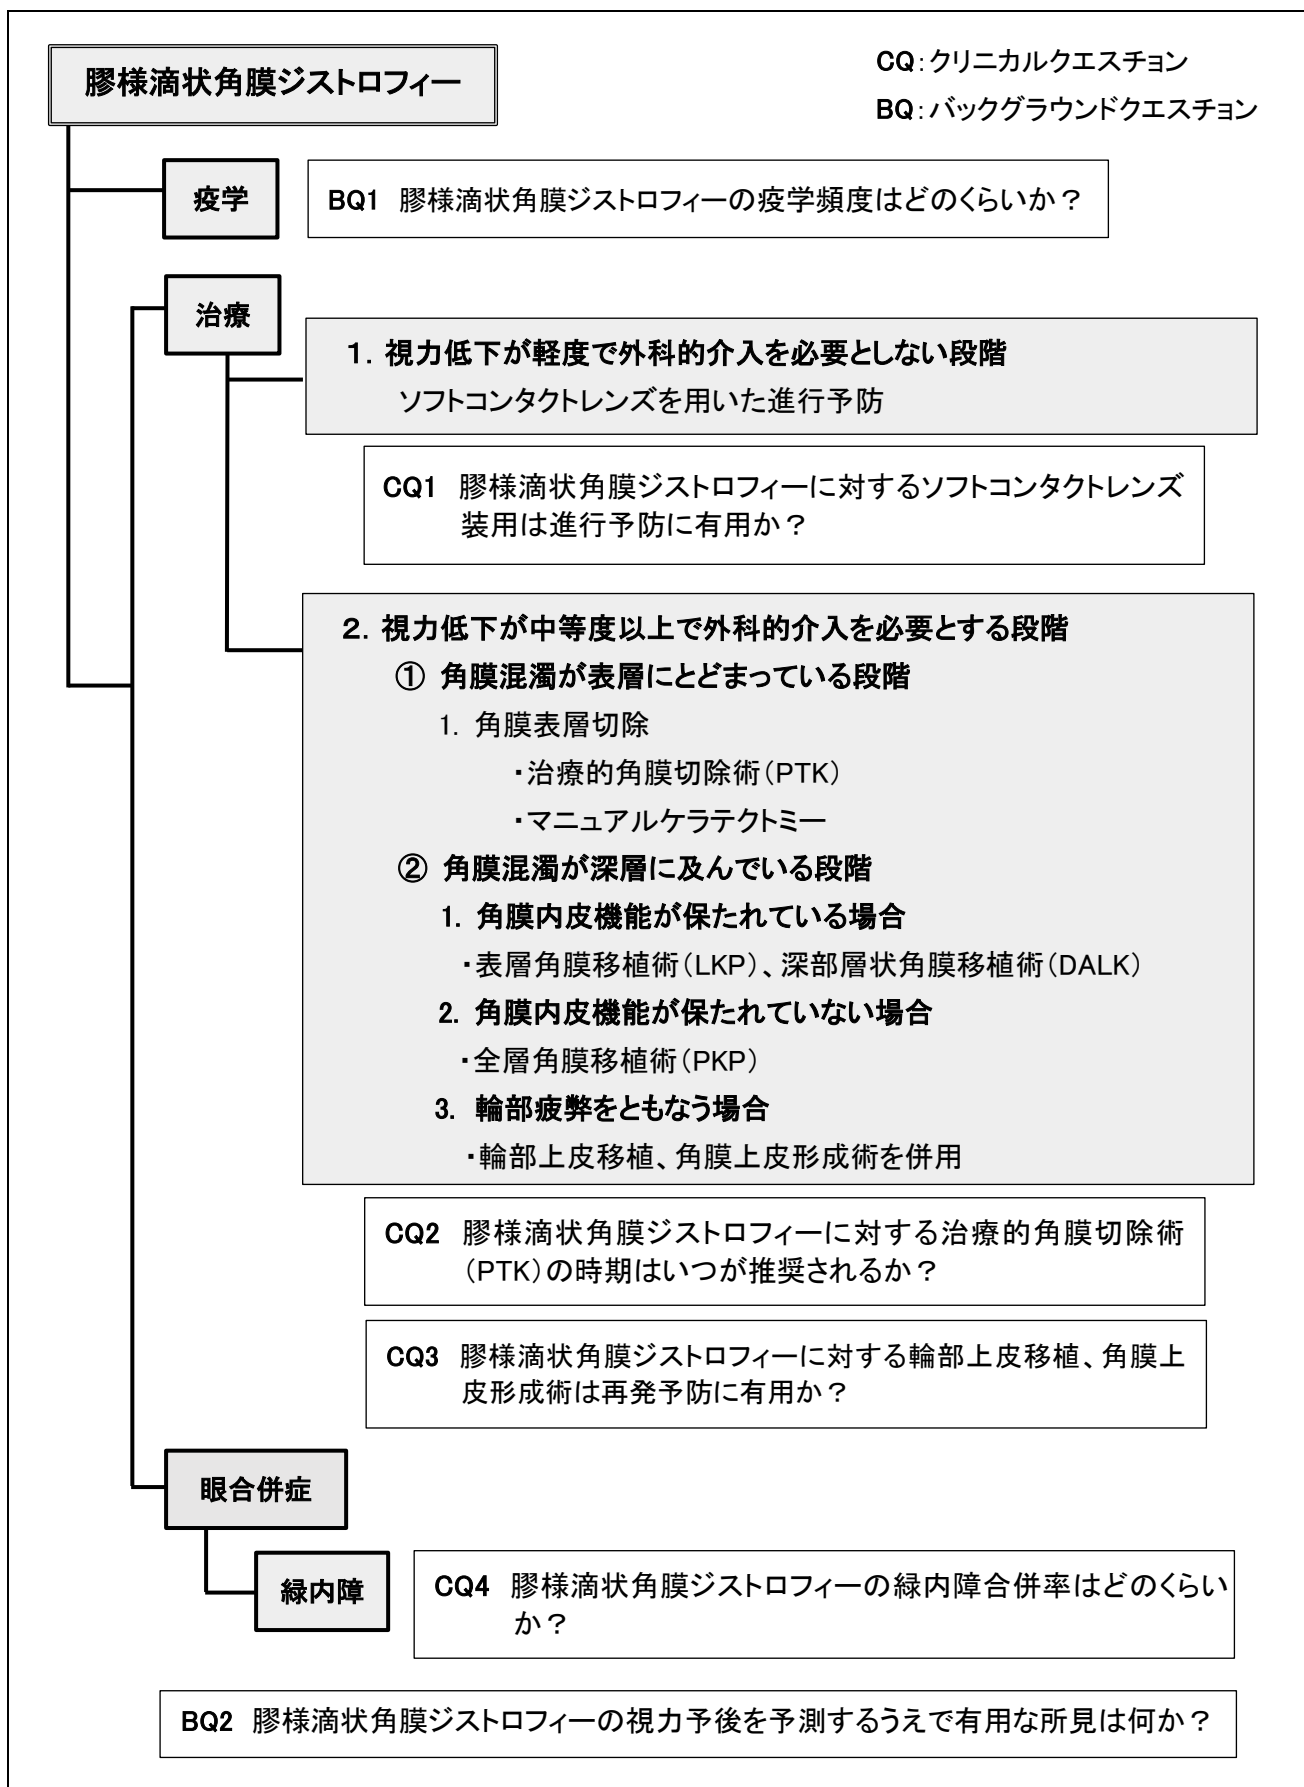 膠様滴状角膜ジストロフィー
CQ：クリニカルクエスチョン
BQ：バックグラウンドクエスチョン
疫学
BQ1 膠様滴状角膜ジストロフィーの疫学頻度はどのくらいか？
治療
1．視力低下が軽度で外科的介入を必要としない段階
ソフトコンタクトレンズを用いた進行予防
CQ1 膠様滴状角膜ジストロフィーに対するソフトコンタクトレンズ
装用は進行予防に有用か？
2．視力低下が中等度以上で外科的介入を必要とする段階
① 角膜混濁が表層にとどまっている段階
1. 角膜表層切除
・治療的角膜切除術（PTK）
・マニュアルケラテクトミー
② 角膜混濁が深層に及んでいる段階
1. 角膜内皮機能が保たれている場合
・表層角膜移植術（LKP）、深部層状角膜移植術（DALK）
2. 角膜内皮機能が保たれていない場合
・全層角膜移植術（PKP）
3. 輪部疲弊をともなう場合
・輪部上皮移植、角膜上皮形成術を併用
CQ2 膠様滴状角膜ジストロフィーに対する治療的角膜切除術
（PTK）の時期はいつが推奨されるか？
CQ3 膠様滴状角膜ジストロフィーに対する輪部上皮移植、角膜上
皮形成術は再発予防に有用か？
眼合併症
緑内障
CQ4 膠様滴状角膜ジストロフィーの緑内障合併率はどのくらい
か？
BQ2 膠様滴状角膜ジストロフィーの視力予後を予測するうえで有用な所見は何か？